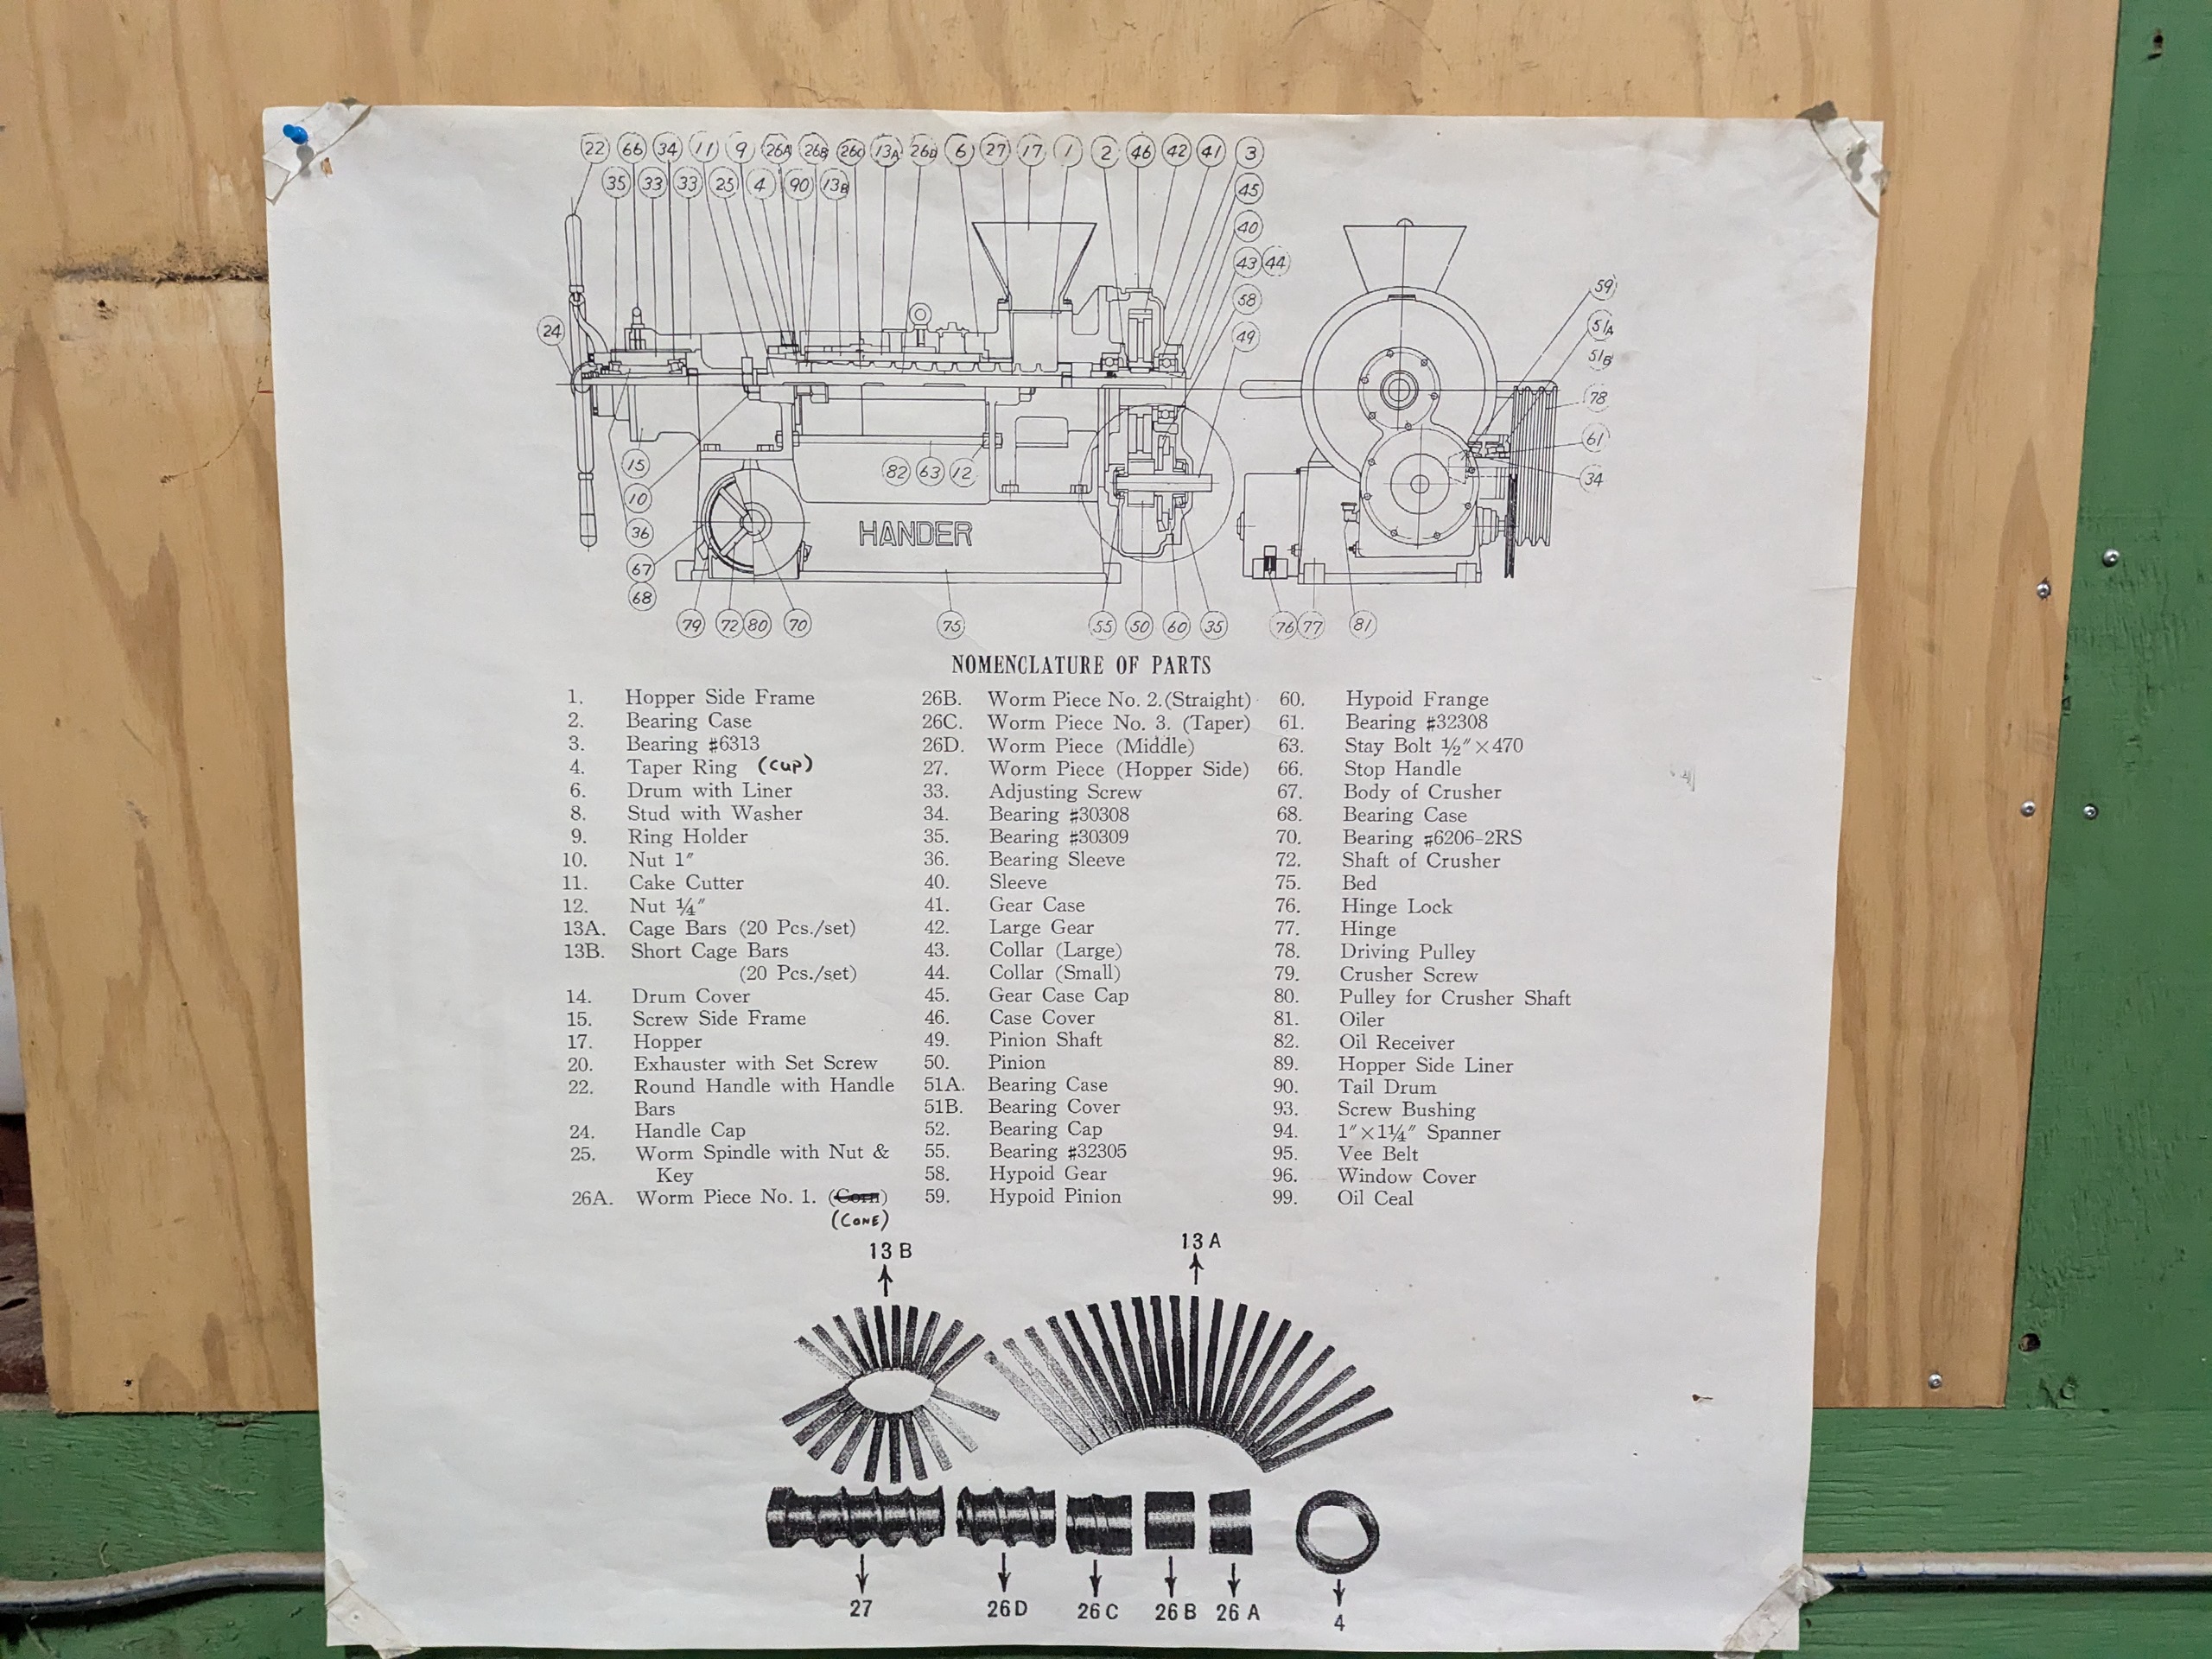 22 66 34 11 9 26A 26B 26C 13A 26D 6 27 17 1 2 46 42 41 3
35 33 33 25 4 90 13B 45
40
43 44
59
58
24 51A
49
51B
78
61
15 82 63 12
34
10
36 HANDER
67
68
79 72 80 70 75 55 50 60 35 76 77 81
NOMENCLATURE OF PARTS
1. Hopper Side Frame
2. Bearing Case
3. Bearing #6313
4. Taper Ring (cup)
6. Drum with Liner
8. Stud with Washer
9. Ring Holder
10. Nut 1″
11. Cake Cutter
12. Nut ¼″
13A. Cage Bars (20 Pcs./set)
13B. Short Cage Bars
(20 Pcs./set)
14. Drum Cover
15. Screw Side Frame
17. Hopper
20. Exhauster with Set Screw
22. Round Handle with Handle
Bars
24. Handle Cap
25. Worm Spindle with Nut &
Key
26A. Worm Piece No. 1. (Corn)
(CONE)
26B. Worm Piece No. 2.(Straight)
26C. Worm Piece No. 3. (Taper)
26D. Worm Piece (Middle)
27. Worm Piece (Hopper Side)
33. Adjusting Screw
34. Bearing #30308
35. Bearing #30309
36. Bearing Sleeve
40. Sleeve
41. Gear Case
42. Large Gear
43. Collar (Large)
44. Collar (Small)
45. Gear Case Cap
46. Case Cover
49. Pinion Shaft
50. Pinion
51A. Bearing Case
51B. Bearing Cover
52. Bearing Cap
55. Bearing #32305
58. Hypoid Gear
59. Hypoid Pinion
60. Hypoid Frange
61. Bearing #32308
63. Stay Bolt ½″×470
66. Stop Handle
67. Body of Crusher
68. Bearing Case
70. Bearing #6206-2RS
72. Shaft of Crusher
75. Bed
76. Hinge Lock
77. Hinge
78. Driving Pulley
79. Crusher Screw
80. Pulley for Crusher Shaft
81. Oiler
82. Oil Receiver
89. Hopper Side Liner
90. Tail Drum
93. Screw Bushing
94. 1″×1¼″ Spanner
95. Vee Belt
96. Window Cover
99. Oil Ceal
13 B 13 A
27 26 D 26 C 26 B 26 A 4